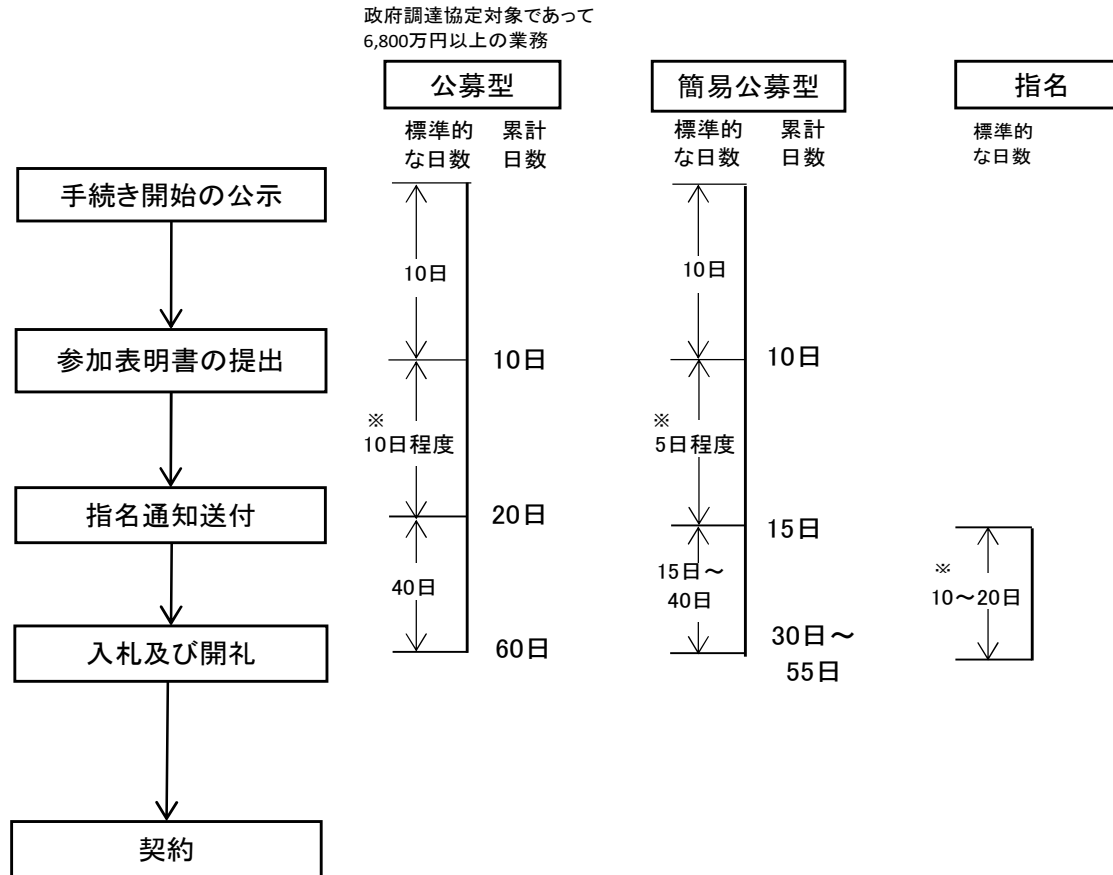 政府調達協定対象であって
6,800万円以上の業務
公募型
簡易公募型
指名
標準的
な日数
累計
日数
標準的
な日数
累計
日数
標準的
な日数
手続き開始の公示
10日
10日
参加表明書の提出
10日
10日
※
10日程度
※
5日程度
指名通知送付
20日
15日
40日
15日～
40日
※
10～20日
入札及び開札
60日
30日～
55日
契約